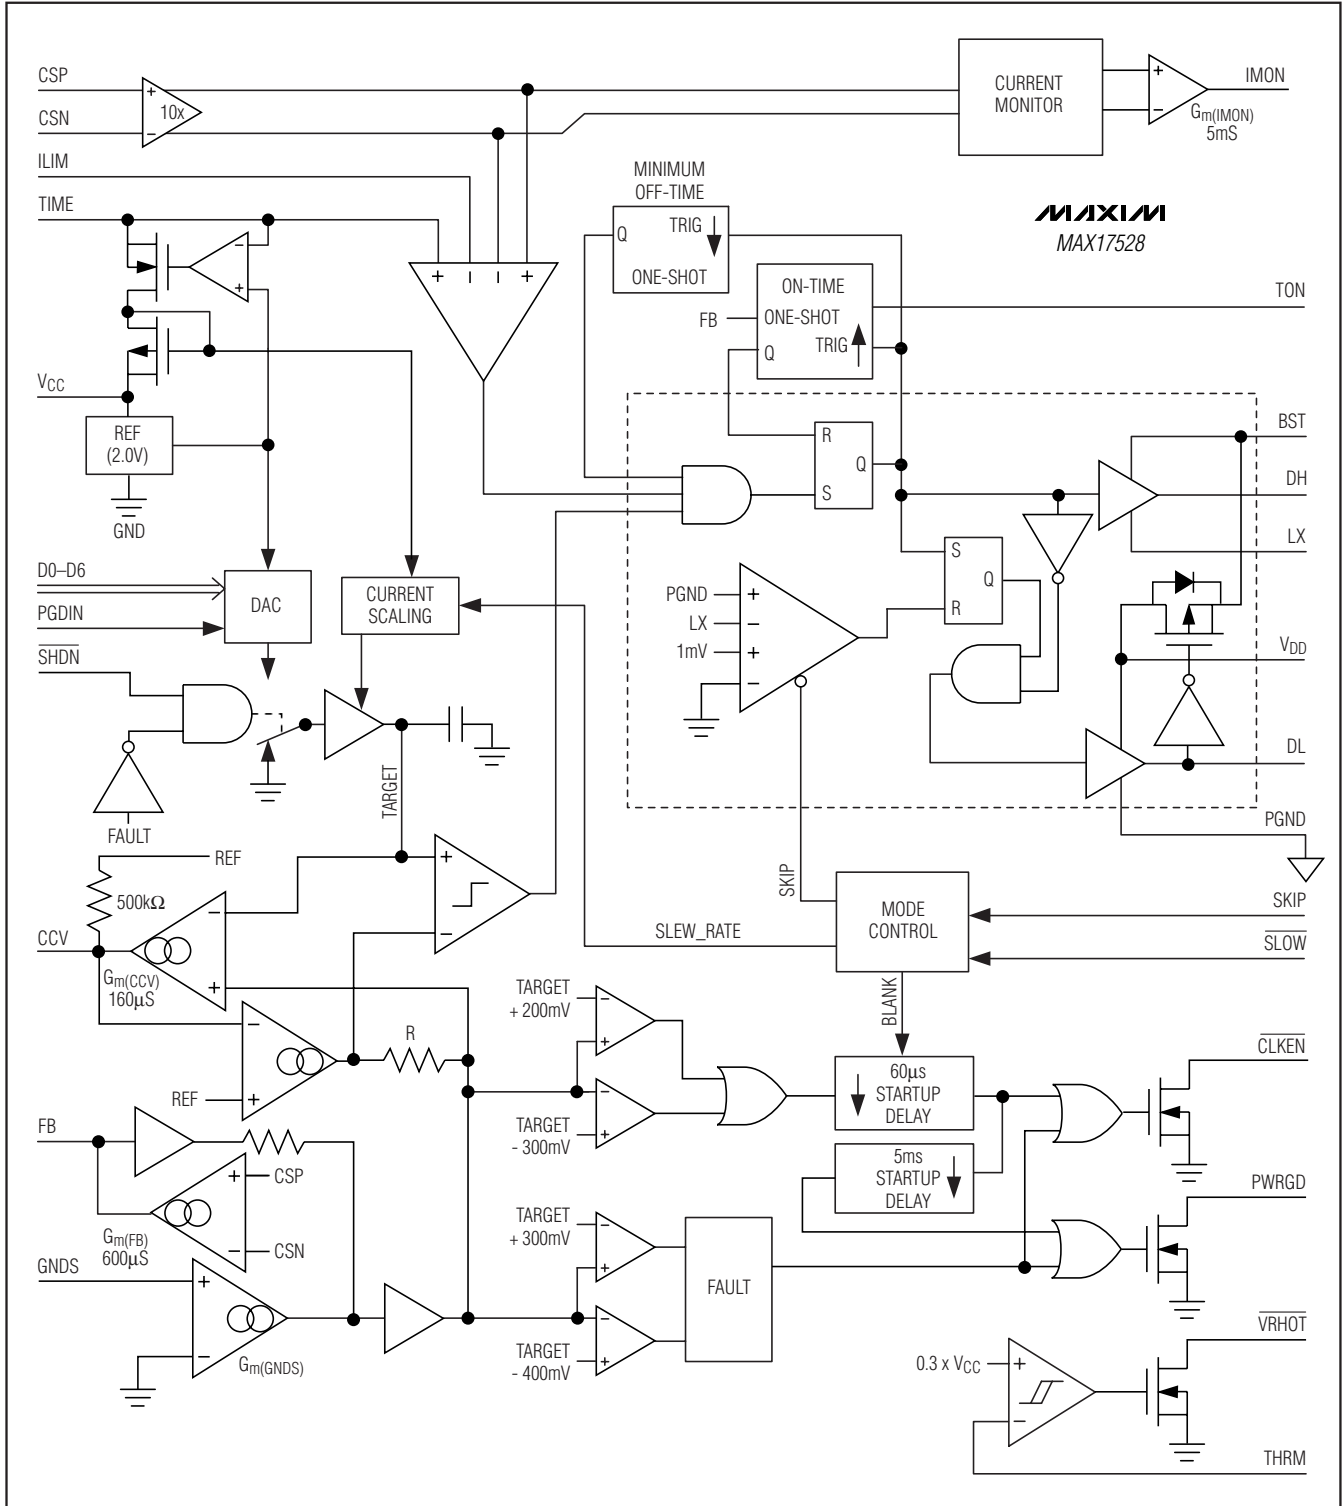 CSP
+
10x
CSN
−
CURRENT
MONITOR
+
−
IMON
Gm(IMON)
5mS
ILIM
MINIMUM
OFF-TIME
TIME
Q
TRIG
ONE-SHOT
MAXIM
MAX17528
−
+
+
−
−
+
ON-TIME
FB
ONE-SHOT
Q
TRIG
TON
VCC
REF
(2.0V)
GND
R
Q
S
BST
DH
LX
D0–D6
DAC
CURRENT
SCALING
PGDIN
PGND
+
LX
−
1mV
+
−
S
Q
R
VDD
SHDN
FAULT
TARGET
DL
PGND
REF
500kΩ
−
+
−
CCV
Gm(CCV)
160µS
+
SKIP
SLEW_RATE
MODE
CONTROL
BLANK
SKIP
SLOW
−
REF
+
R
TARGET
+ 200mV
−
+
−
TARGET
- 300mV
+
60µs
STARTUP
DELAY
5ms
STARTUP
DELAY
CLKEN
PWRGD
FB
+
CSP
−
CSN
Gm(FB)
600µS
GNDS
+
−
Gm(GNDS)
TARGET
+ 300mV
−
+
−
TARGET
- 400mV
+
FAULT
VRHOT
0.3 x VCC
+
−
THRM